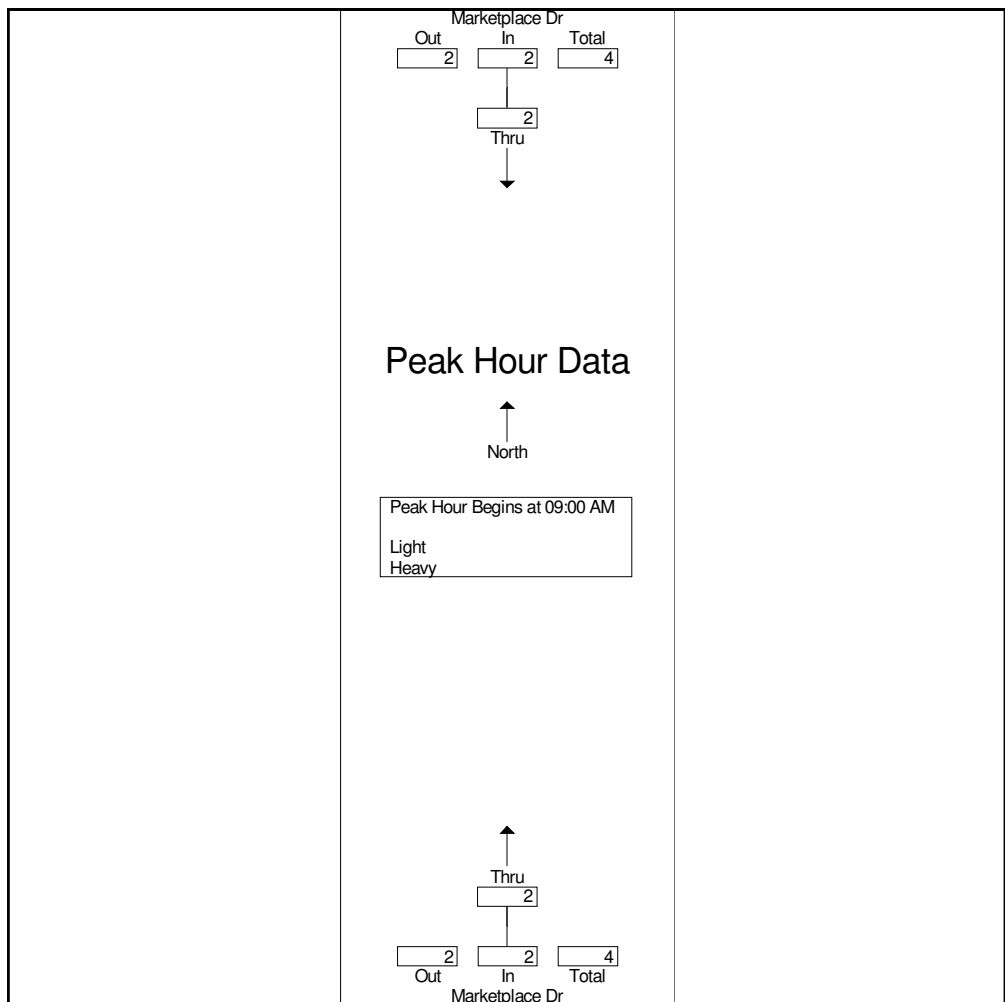 Marketplace Dr
Out In Total
2 2 4
2
Thru
Peak Hour Data
North
Peak Hour Begins at 09:00 AM
Light
Heavy
Thru
2
2 2 4
Out In Total
Marketplace Dr